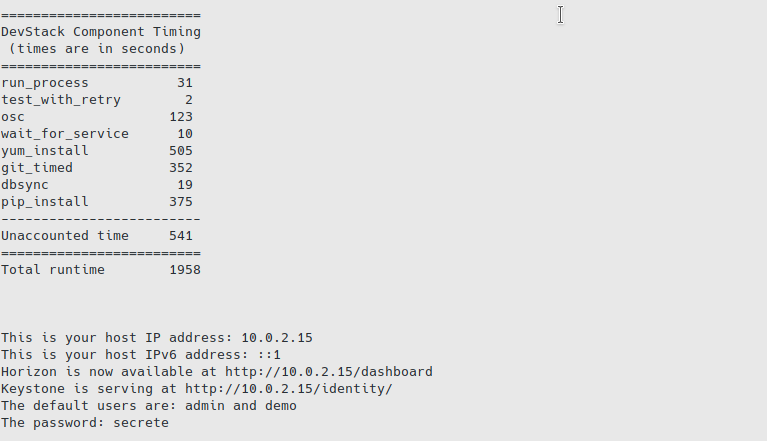 =========================
DevStack Component Timing
 (times are in seconds)
=========================
run_process           31
test_with_retry        2
osc                  123
wait_for_service      10
yum_install          505
git_timed            352
dbsync                19
pip_install          375
-------------------------
Unaccounted time     541
=========================
Total runtime        1958

This is your host IP address: 10.0.2.15
This is your host IPv6 address: ::1
Horizon is now available at http://10.0.2.15/dashboard
Keystone is serving at http://10.0.2.15/identity/
The default users are: admin and demo
The password: secrete